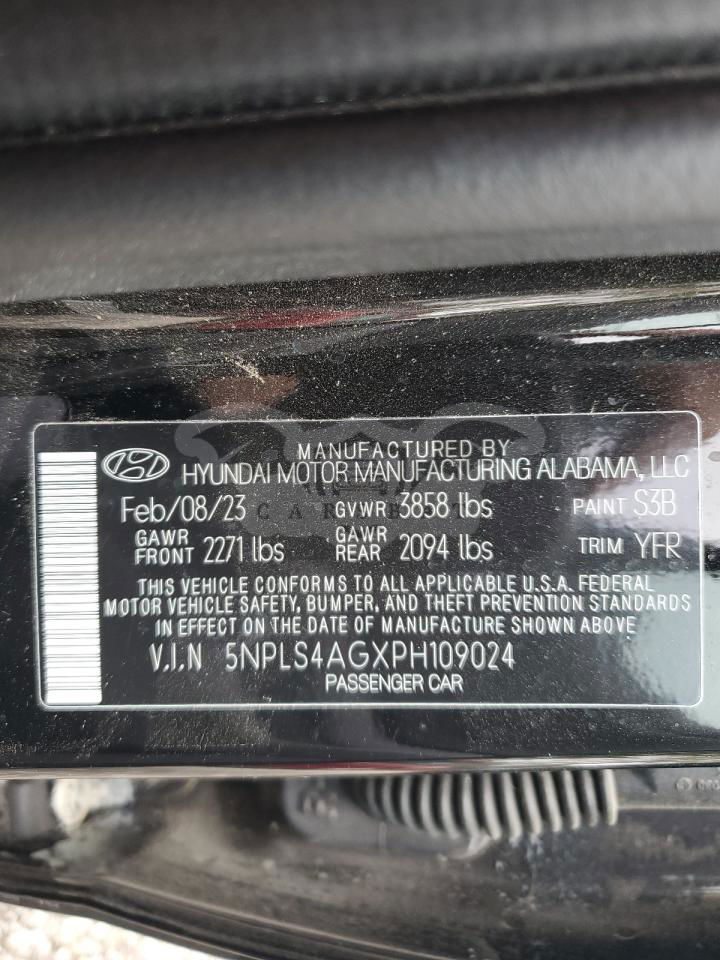 MANUFACTURED BY
HYUNDAI MOTOR MANUFACTURING ALABAMA, LLC
Feb/08/23 GVWR 3858 lbs PAINT S3B
GAWR FRONT 2271 lbs GAWR REAR 2094 lbs TRIM YFR
THIS VEHICLE CONFORMS TO ALL APPLICABLE U.S.A. FEDERAL
MOTOR VEHICLE SAFETY, BUMPER, AND THEFT PREVENTION STANDARDS
IN EFFECT ON THE DATE OF MANUFACTURE SHOWN ABOVE
V.I.N 5NPLS4AGXPH109024
PASSENGER CAR